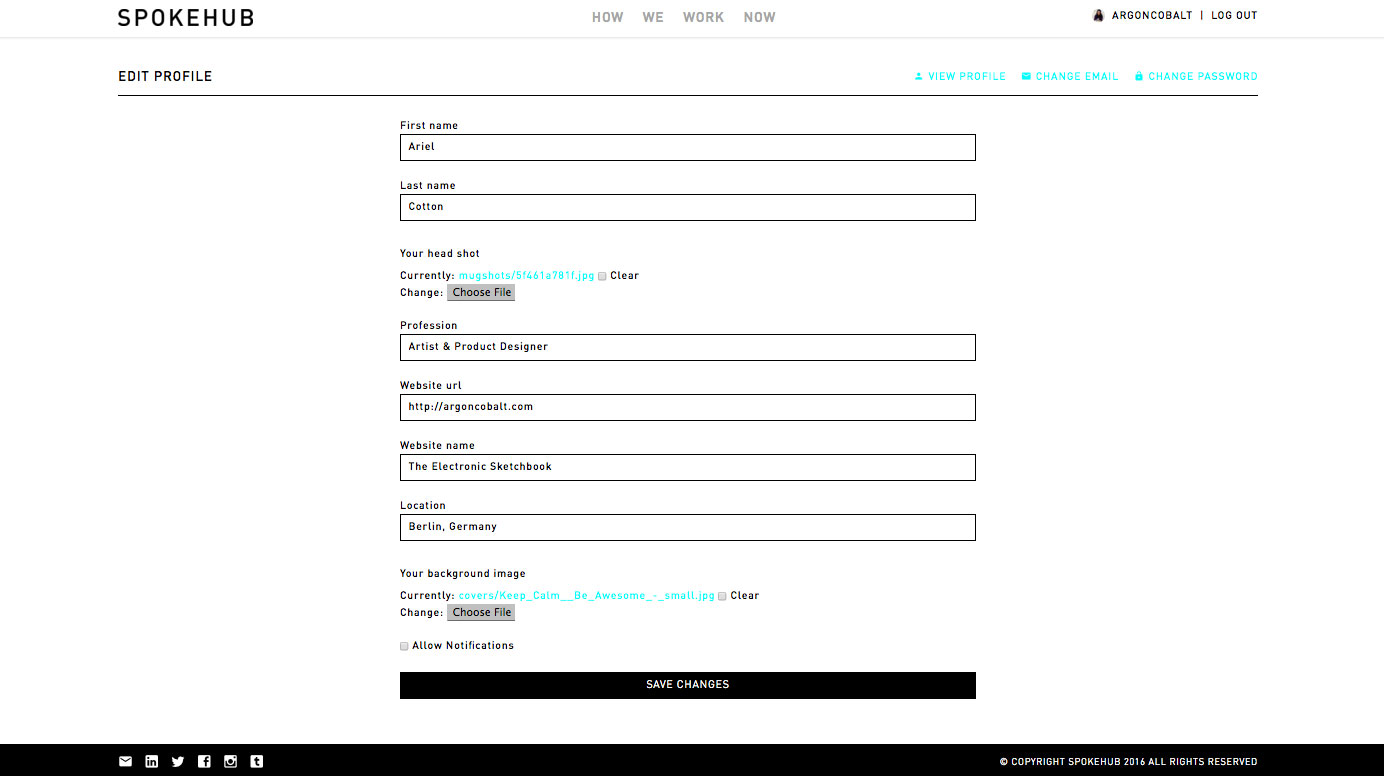 SPOKEHUB
HOW WE WORK NOW
ARGONCOBALT | LOG OUT
EDIT PROFILE
VIEW PROFILE CHANGE EMAIL CHANGE PASSWORD
First name
Ariel
Last name
Cotton
Your head shot
Currently: mugshots/5f461a781f.jpg Clear
Change: Choose File
Profession
Artist & Product Designer
Website url
http://argoncobalt.com
Website name
The Electronic Sketchbook
Location
Berlin, Germany
Your background image
Currently: covers/Keep_Calm__Be_Awesome_-_small.jpg Clear
Change: Choose File
Allow Notifications
SAVE CHANGES
© COPYRIGHT SPOKEHUB 2016 ALL RIGHTS RESERVED